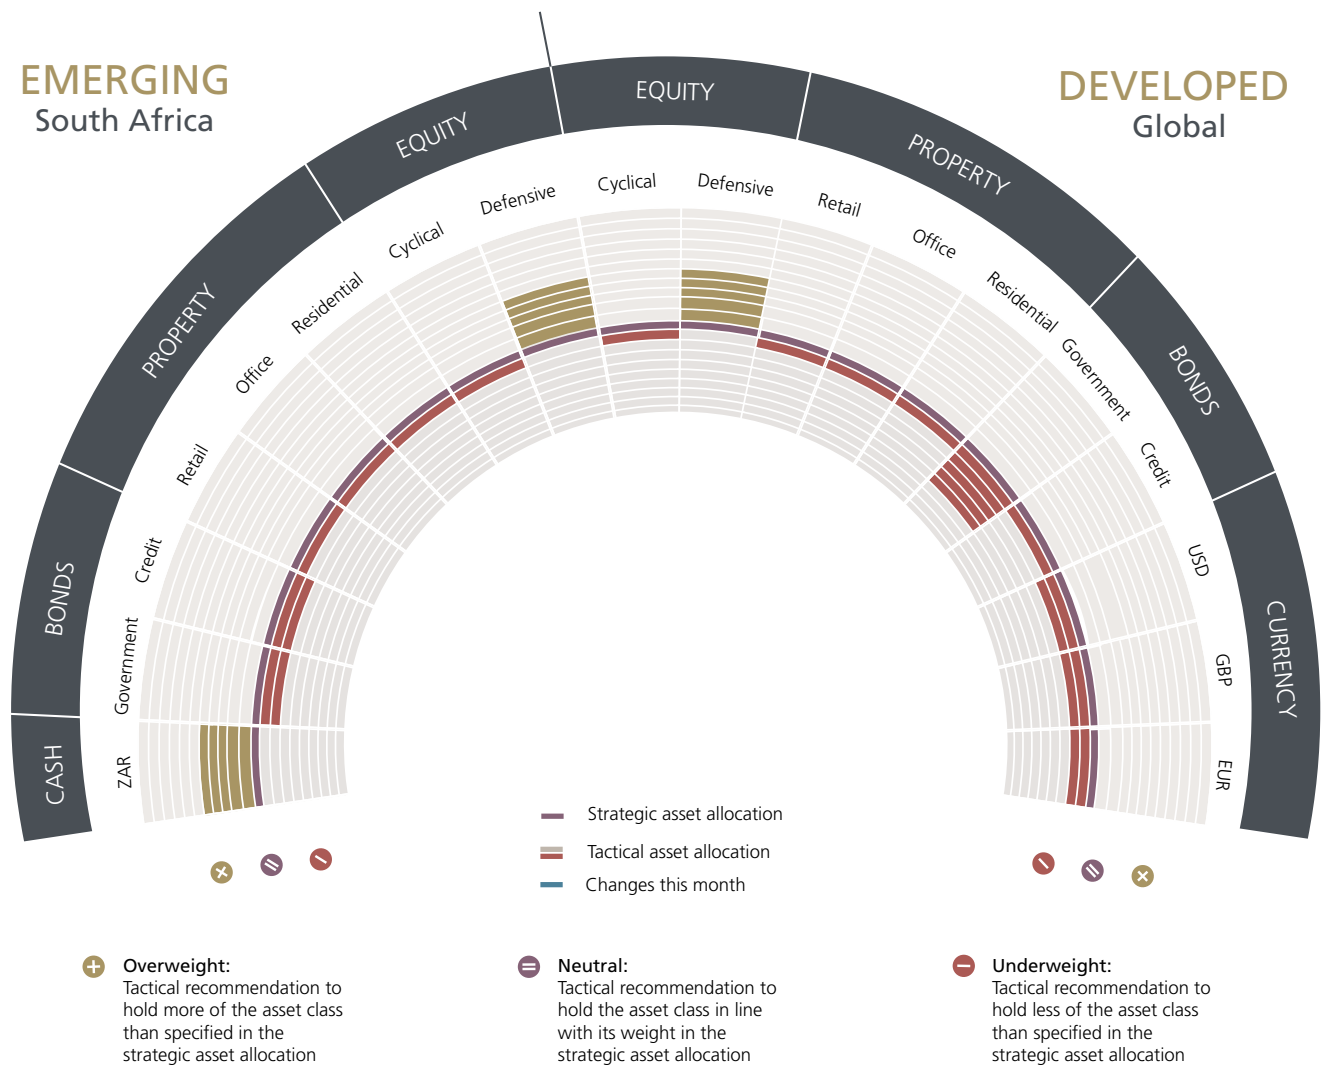 EMERGING
South Africa
DEVELOPED
Global
CASH
BONDS
PROPERTY
EQUITY
EQUITY
PROPERTY
BONDS
CURRENCY
ZAR
Government
Credit
Retail
Office
Residential
Cyclical
Defensive
Cyclical
Defensive
Retail
Office
Residential
Government
Credit
USD
GBP
EUR
Strategic asset allocation
Tactical asset allocation
Changes this month
Overweight:
Tactical recommendation to
hold more of the asset class
than specified in the
strategic asset allocation
Neutral:
Tactical recommendation to
hold the asset class in line
with its weight in the
strategic asset allocation
Underweight:
Tactical recommendation to
hold less of the asset class
than specified in the
strategic asset allocation